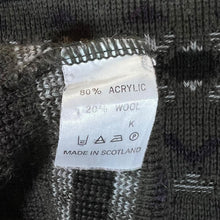 80% ACRYLIC
20% WOOL
K
MADE IN SCOTLAND